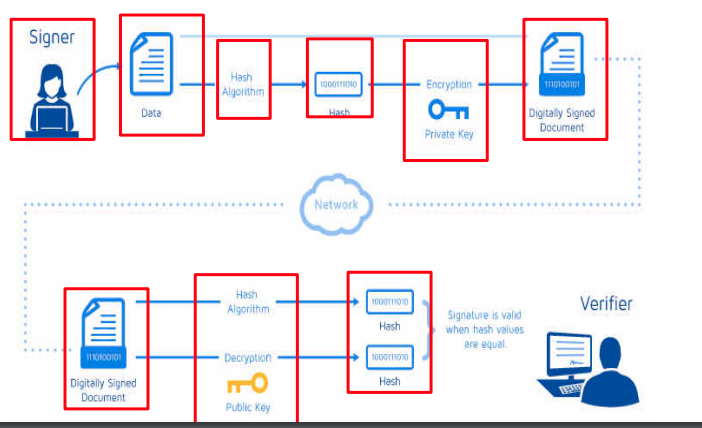 Signer
Data
Hash
Algorithm
1000111010
Hash
Encryption
Private Key
1110100101
Digitally Signed
Document
Network
1110100101
Digitally Signed
Document
Hash
Algorithm
Decryption
Public Key
1000111010
Hash
1000111010
Hash
Signature is valid
when hash values
are equal.
Verifier